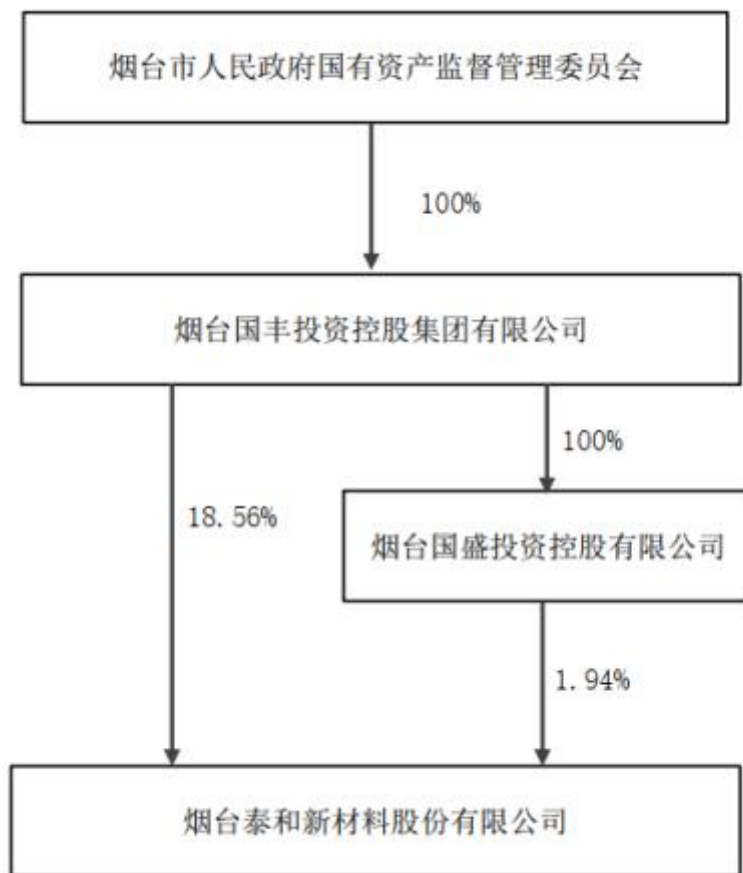 烟台市人民政府国有资产监督管理委员会
100%
烟台国丰投资控股集团有限公司
100%
18.56%
烟台国盛投资控股有限公司
1.94%
烟台泰和新材料股份有限公司